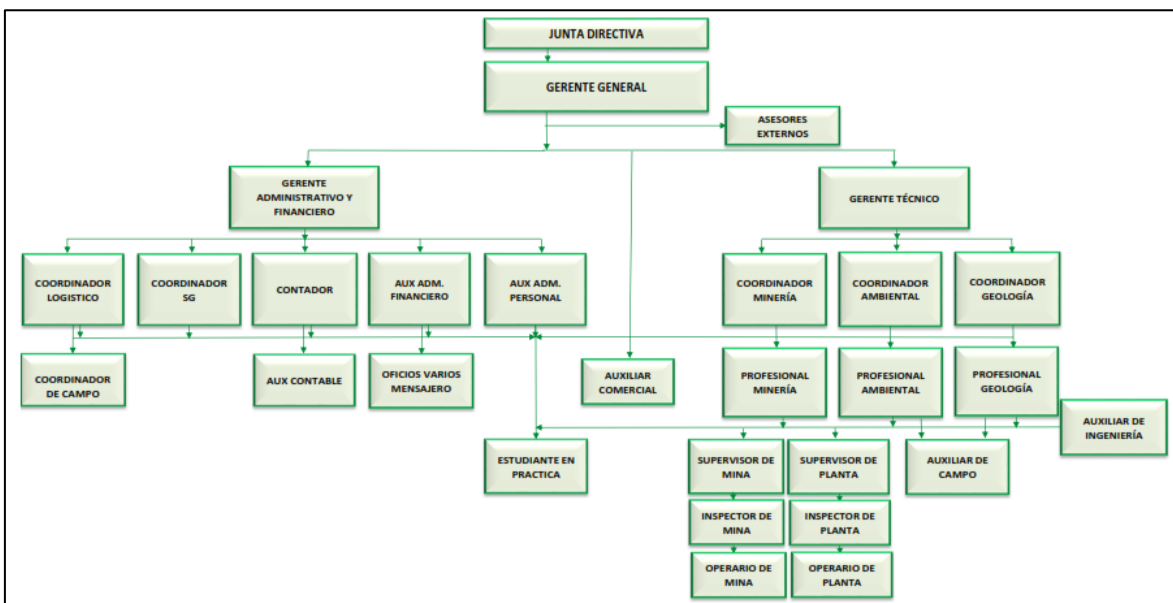 JUNTA DIRECTIVA
GERENTE GENERAL
ASESORES
EXTERNOS
GERENTE
ADMINISTRATIVO Y
FINANCIERO
GERENTE TÉCNICO
COORDINADOR
LOGISTICO
COORDINADOR
SG
CONTADOR
AUX ADM.
FINANCIERO
AUX ADM.
PERSONAL
COORDINADOR
MINERÍA
COORDINADOR
AMBIENTAL
COORDINADOR
GEOLOGÍA
COORDINADOR
DE CAMPO
AUX CONTABLE
OFICIOS VARIOS
MENSAJERO
AUXILIAR
COMERCIAL
PROFESIONAL
MINERÍA
PROFESIONAL
AMBIENTAL
PROFESIONAL
GEOLOGÍA
AUXILIAR DE
INGENIERÍA
ESTUDIANTE EN
PRACTICA
SUPERVISOR DE
MINA
SUPERVISOR DE
PLANTA
AUXILIAR DE
CAMPO
INSPECTOR DE
MINA
INSPECTOR DE
PLANTA
OPERARIO DE
MINA
OPERARIO DE
PLANTA